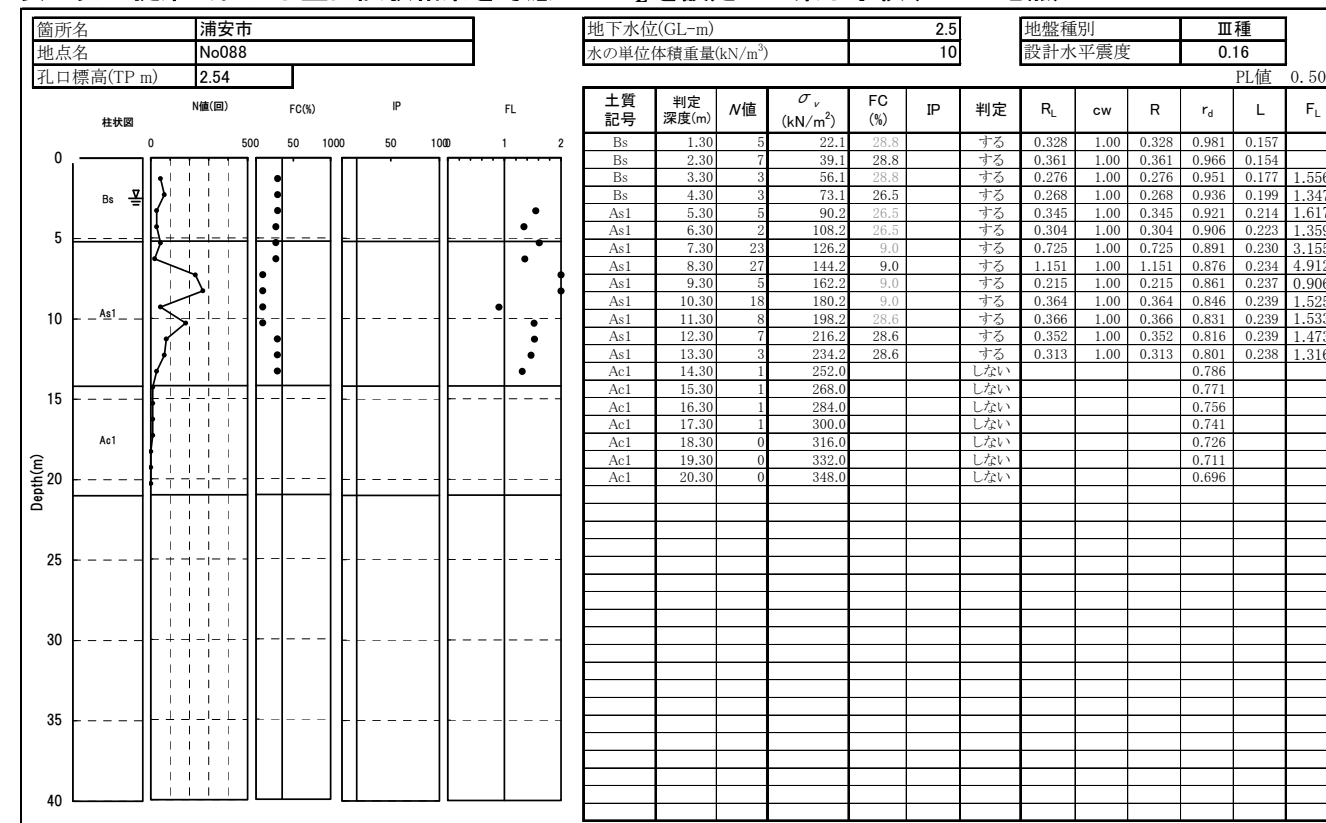 箇所名 浦安市
地点名 No088
孔口標高(TP m) 2.54
地下水位(GL-m) 2.5
水の単位体積重量(kN/m3) 10
地盤種別 Ⅲ種
設計水平震度 0.16
PL値 0.50
柱状図 N値(回) FC(%) IP FL
0 50 0 50 100 0 50 100 0 1 2
0
Bs
5
As1
10
15
Ac1
20
25
30
35
40
Depth(m)
土質記号 判定深度(m) N値 σv (kN/m2) FC (%) IP 判定 RL cw R rd L FL
Bs 1.30 5 22.1 28.8 する 0.328 1.00 0.328 0.981 0.157
Bs 2.30 7 39.1 28.8 する 0.361 1.00 0.361 0.966 0.154
Bs 3.30 3 56.1 28.8 する 0.276 1.00 0.276 0.951 0.177 1.556
Bs 4.30 3 73.1 26.5 する 0.268 1.00 0.268 0.936 0.199 1.347
As1 5.30 5 90.2 26.5 する 0.345 1.00 0.345 0.921 0.214 1.617
As1 6.30 2 108.2 26.5 する 0.304 1.00 0.304 0.906 0.223 1.359
As1 7.30 23 126.2 9.0 する 0.725 1.00 0.725 0.891 0.230 3.155
As1 8.30 27 144.2 9.0 する 1.151 1.00 1.151 0.876 0.234 4.912
As1 9.30 5 162.2 9.0 する 0.215 1.00 0.215 0.861 0.237 0.906
As1 10.30 18 180.2 9.0 する 0.364 1.00 0.364 0.846 0.239 1.525
As1 11.30 8 198.2 28.6 する 0.366 1.00 0.366 0.831 0.239 1.533
As1 12.30 7 216.2 28.6 する 0.352 1.00 0.352 0.816 0.239 1.473
As1 13.30 3 234.2 28.6 する 0.313 1.00 0.313 0.801 0.238 1.316
Ac1 14.30 1 252.0 しない 0.786
Ac1 15.30 1 268.0 しない 0.771
Ac1 16.30 1 284.0 しない 0.756
Ac1 17.30 1 300.0 しない 0.741
Ac1 18.30 0 316.0 しない 0.726
Ac1 19.30 0 332.0 しない 0.711
Ac1 20.30 0 348.0 しない 0.696